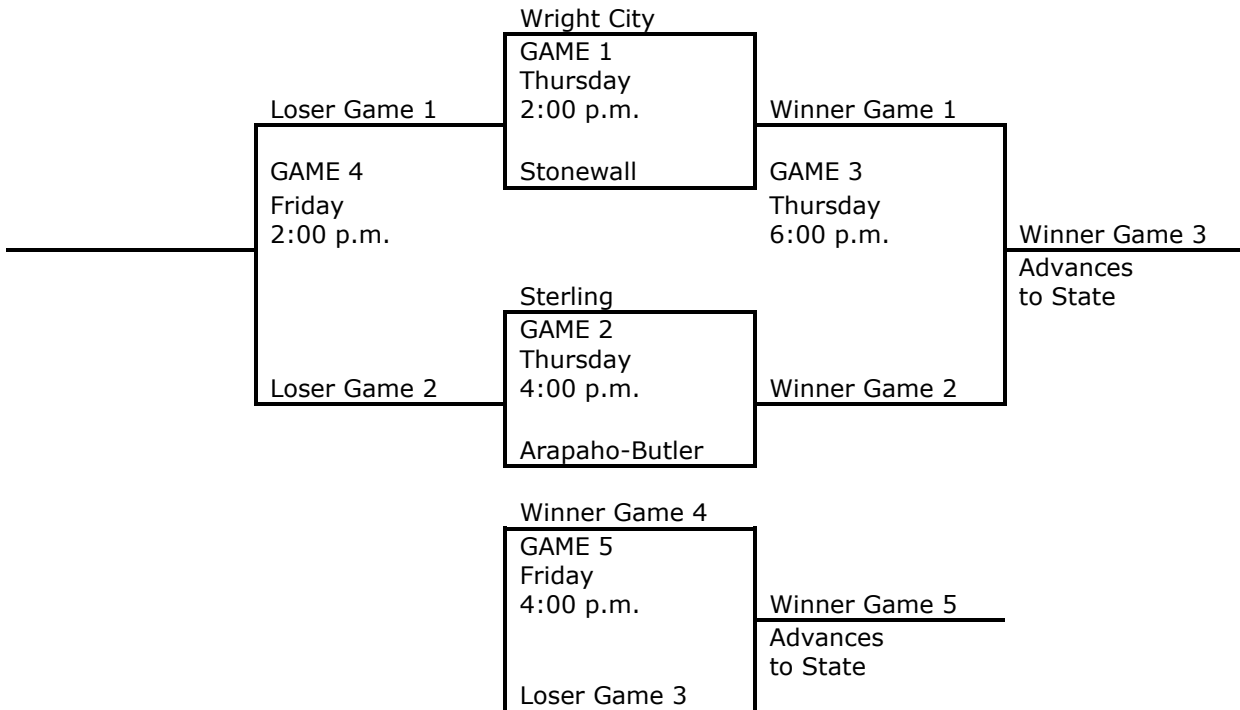 Wright City
GAME 1
Thursday
2:00 p.m.
Stonewall
Loser Game 1
Winner Game 1
GAME 4
Friday
2:00 p.m.
GAME 3
Thursday
6:00 p.m.
Winner Game 3
Advances
to State
Sterling
GAME 2
Thursday
4:00 p.m.
Arapaho-Butler
Loser Game 2
Winner Game 2
Winner Game 4
GAME 5
Friday
4:00 p.m.
Loser Game 3
Winner Game 5
Advances
to State